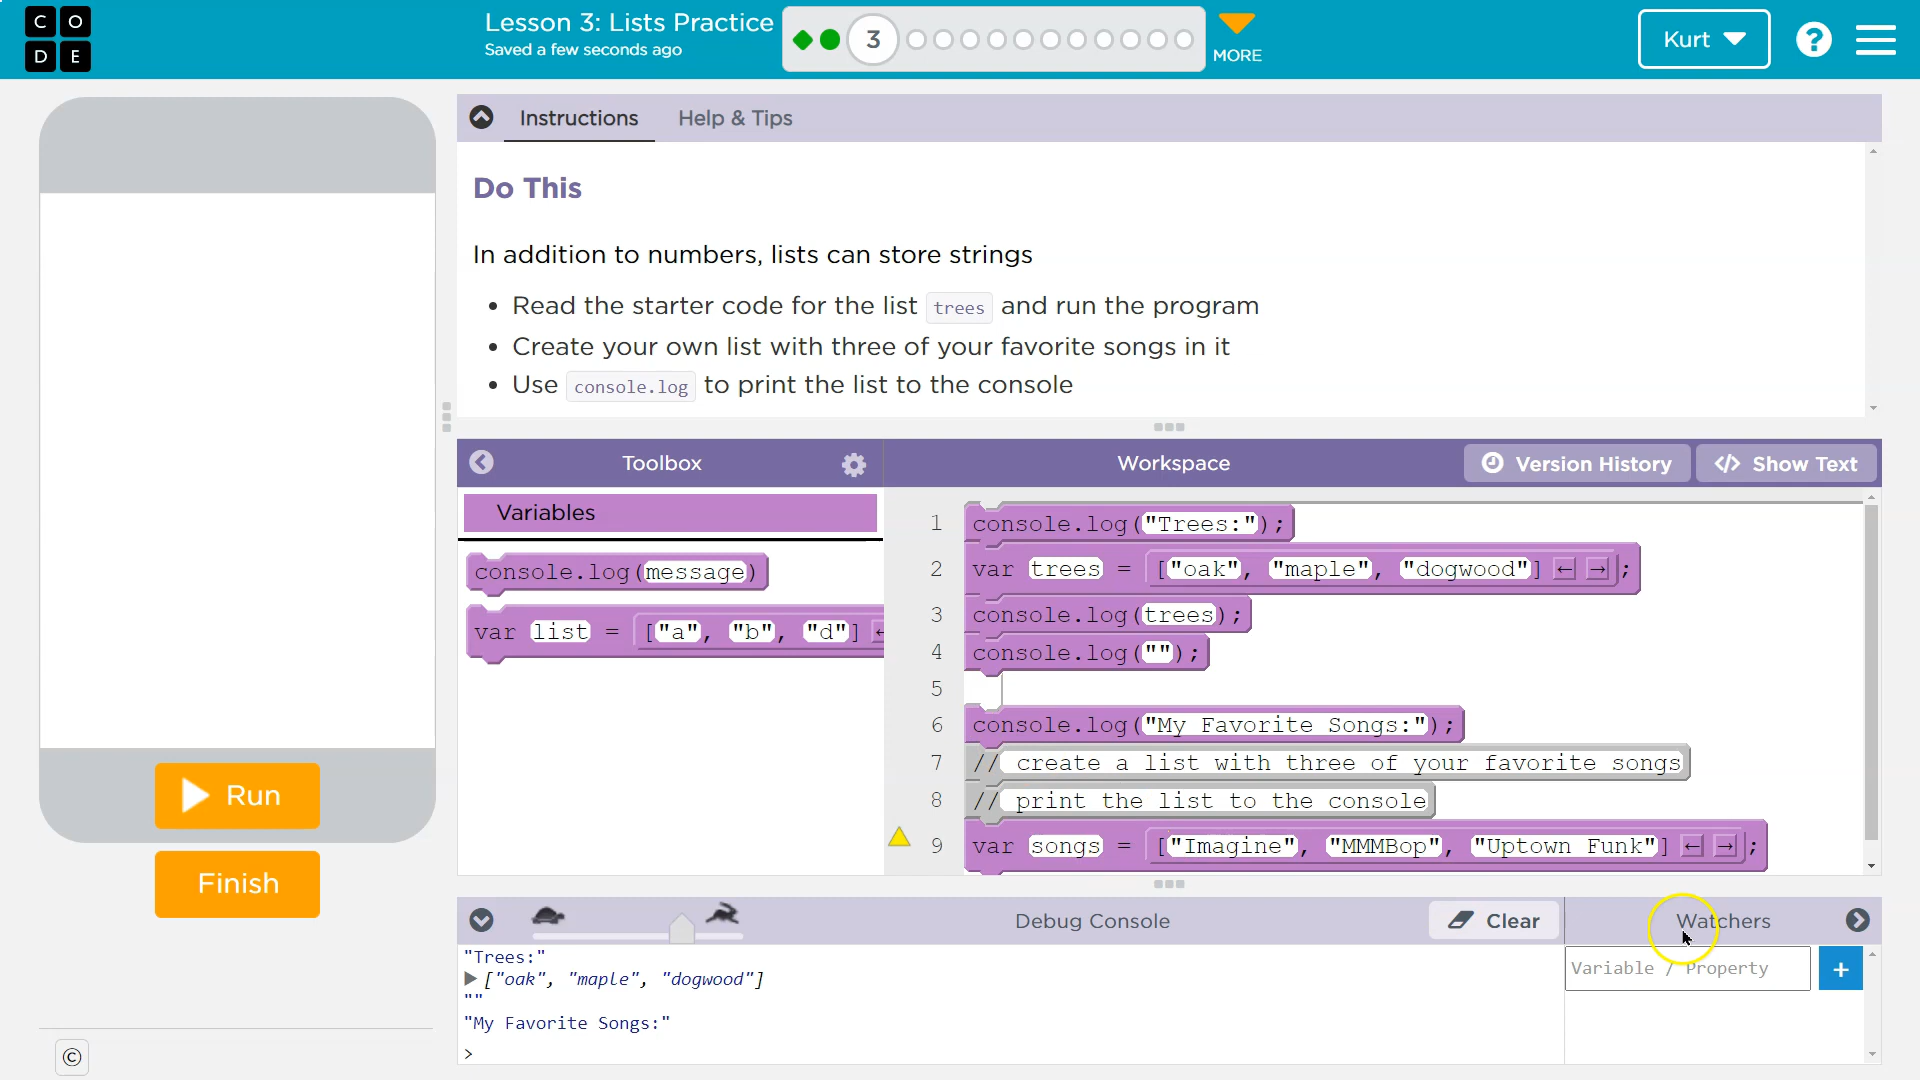 C O
D E
Lesson 3: Lists Practice
Saved a few seconds ago
3
MORE
Kurt
?
Instructions
Help & Tips
Do This
In addition to numbers, lists can store strings
• Read the starter code for the list trees and run the program
• Create your own list with three of your favorite songs in it
• Use console.log to print the list to the console
Toolbox
Workspace
Version History
</> Show Text
Variables
console.log(message)
var list = ["a", "b", "d"] ←
1 console.log("Trees:");
2 var trees = ["oak", "maple", "dogwood"] ← → ;
3 console.log(trees);
4 console.log("");
5
6 console.log("My Favorite Songs:");
7 // create a list with three of your favorite songs
8 // print the list to the console
9 var songs = ["Imagine", "MMMBop", "Uptown Funk"] ← → ;
Run
Finish
Debug Console
Clear
Watchers
"Trees:"
["oak", "maple", "dogwood"]
""
"My Favorite Songs:"
>
Variable / Property
+
©